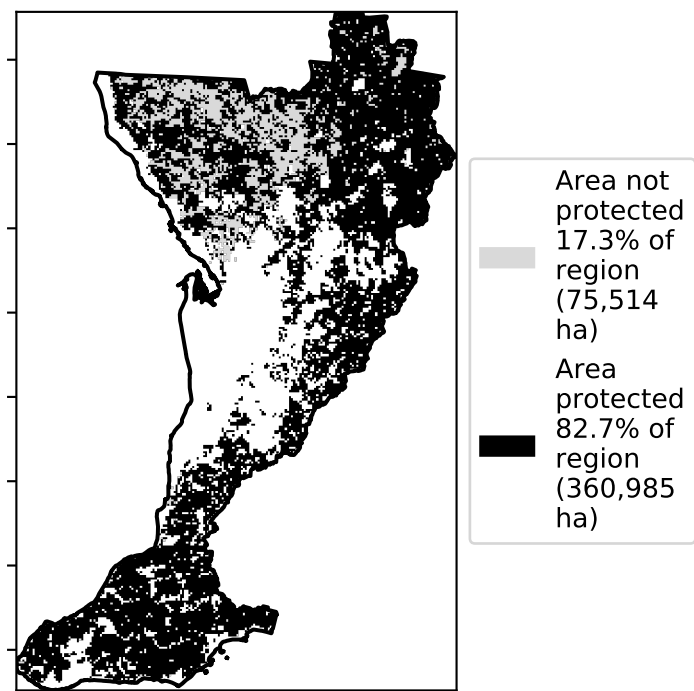 Area not
protected
17.3% of
region
(75,514
ha)
Area
protected
82.7% of
region
(360,985
ha)